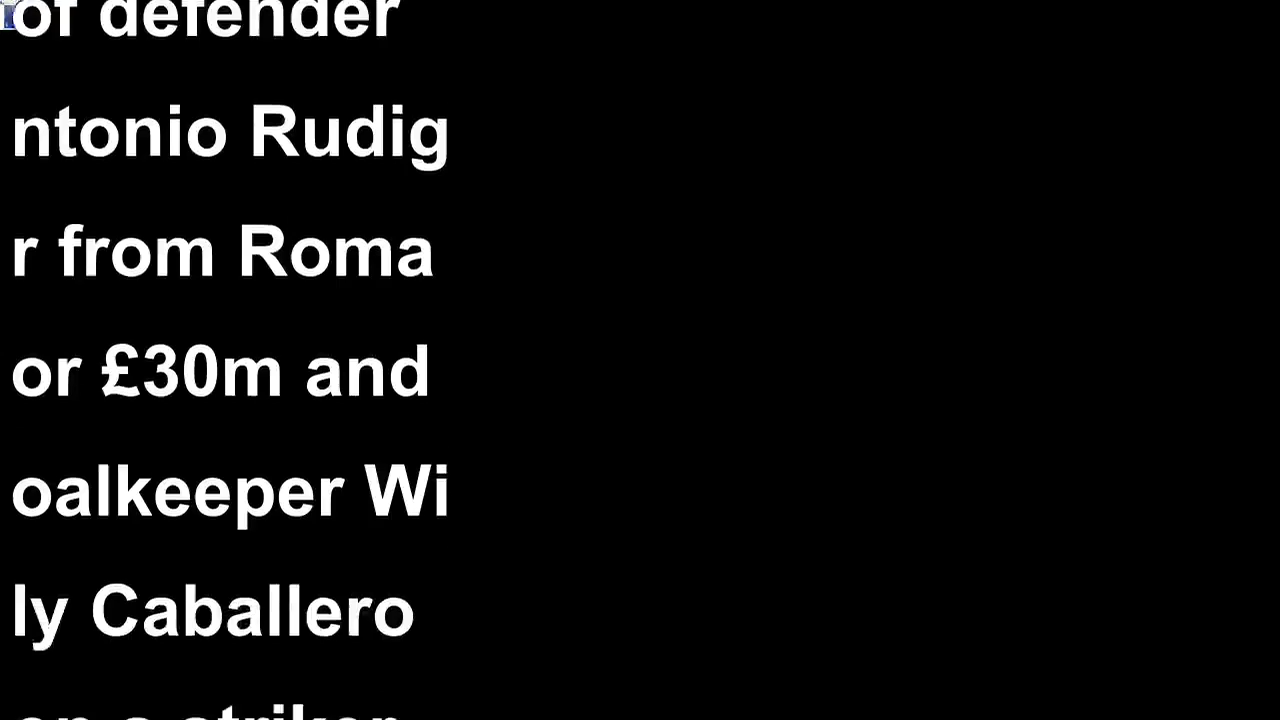 of defender
ntonio Rudig
r from Roma
or £30m and
oalkeeper Wi
ly Caballero